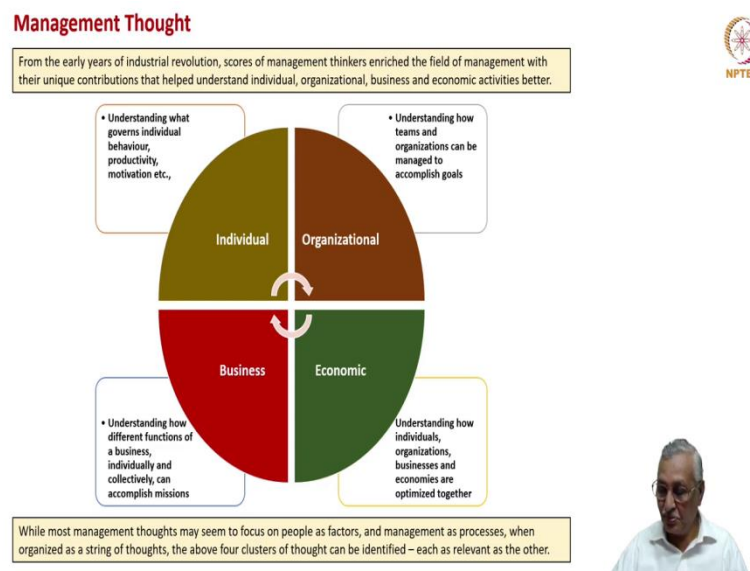 Management Thought
From the early years of industrial revolution, scores of management thinkers enriched the field of management with
their unique contributions that helped understand individual, organizational, business and economic activities better.
NPTE
• Understanding what
governs individual
behaviour,
productivity,
motivation etc.,
• Understanding how
teams and
organizations can be
managed to
accomplish goals
Individual
Organizational
Business
Economic
• Understanding how
different functions of
a business,
individually and
collectively, can
accomplish missions
Understanding how
individuals,
organizations,
businesses and
economies are
optimized together
While most management thoughts may seem to focus on people as factors, and management as processes, when
organized as a string of thoughts, the above four clusters of thought can be identified – each as relevant as the other.